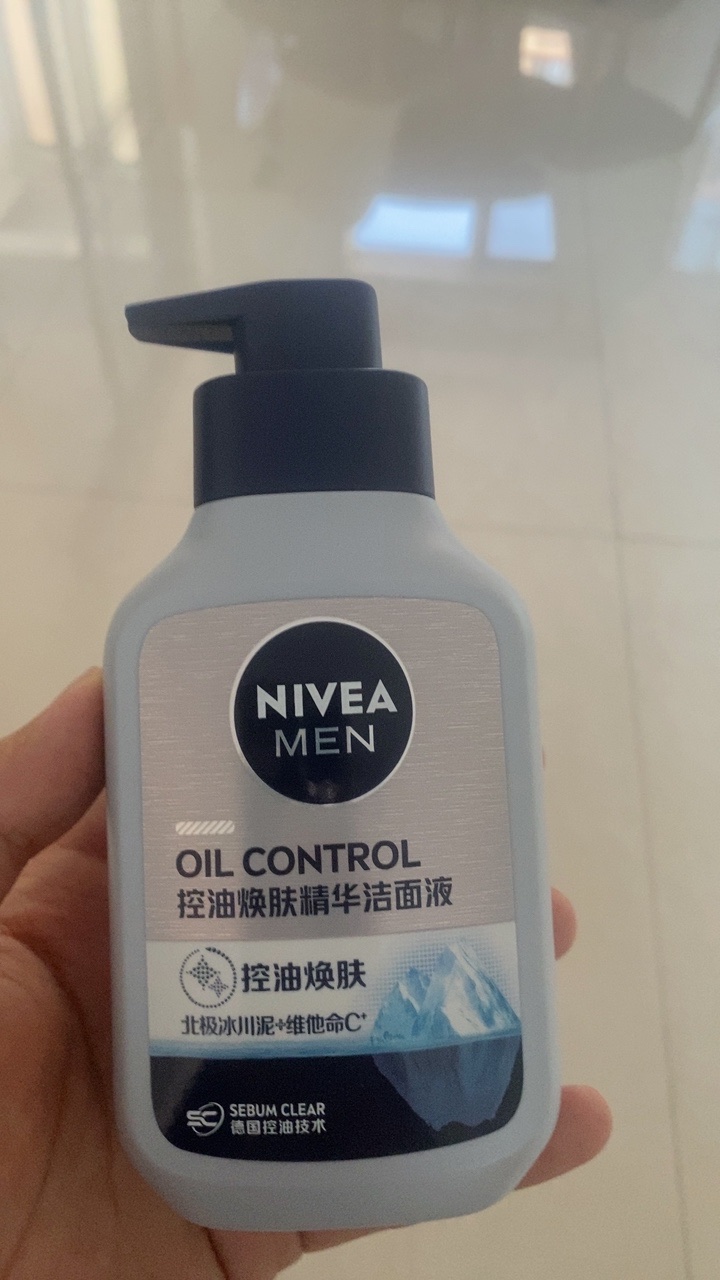 NIVEA
MEN
OIL CONTROL
控油焕肤精华洁面液
控油焕肤
北极冰川泥+维他命C+
SC SEBUM CLEAR
德国控油技术